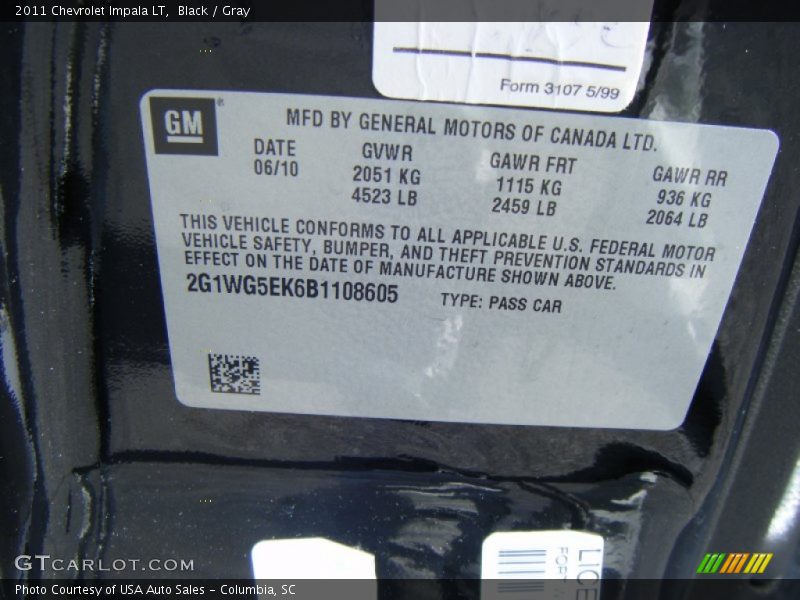 2011 Chevrolet Impala LT, Black / Gray
Form 3107 5/99
GM®
MFD BY GENERAL MOTORS OF CANADA LTD.
DATE GVWR GAWR FRT GAWR RR
06/10 2051 KG 1115 KG 936 KG
4523 LB 2459 LB 2064 LB
THIS VEHICLE CONFORMS TO ALL APPLICABLE U.S. FEDERAL MOTOR
VEHICLE SAFETY, BUMPER, AND THEFT PREVENTION STANDARDS IN
EFFECT ON THE DATE OF MANUFACTURE SHOWN ABOVE.
2G1WG5EK6B1108605 TYPE: PASS CAR
GTCARLOT.COM
Photo Courtesy of USA Auto Sales - Columbia, SC